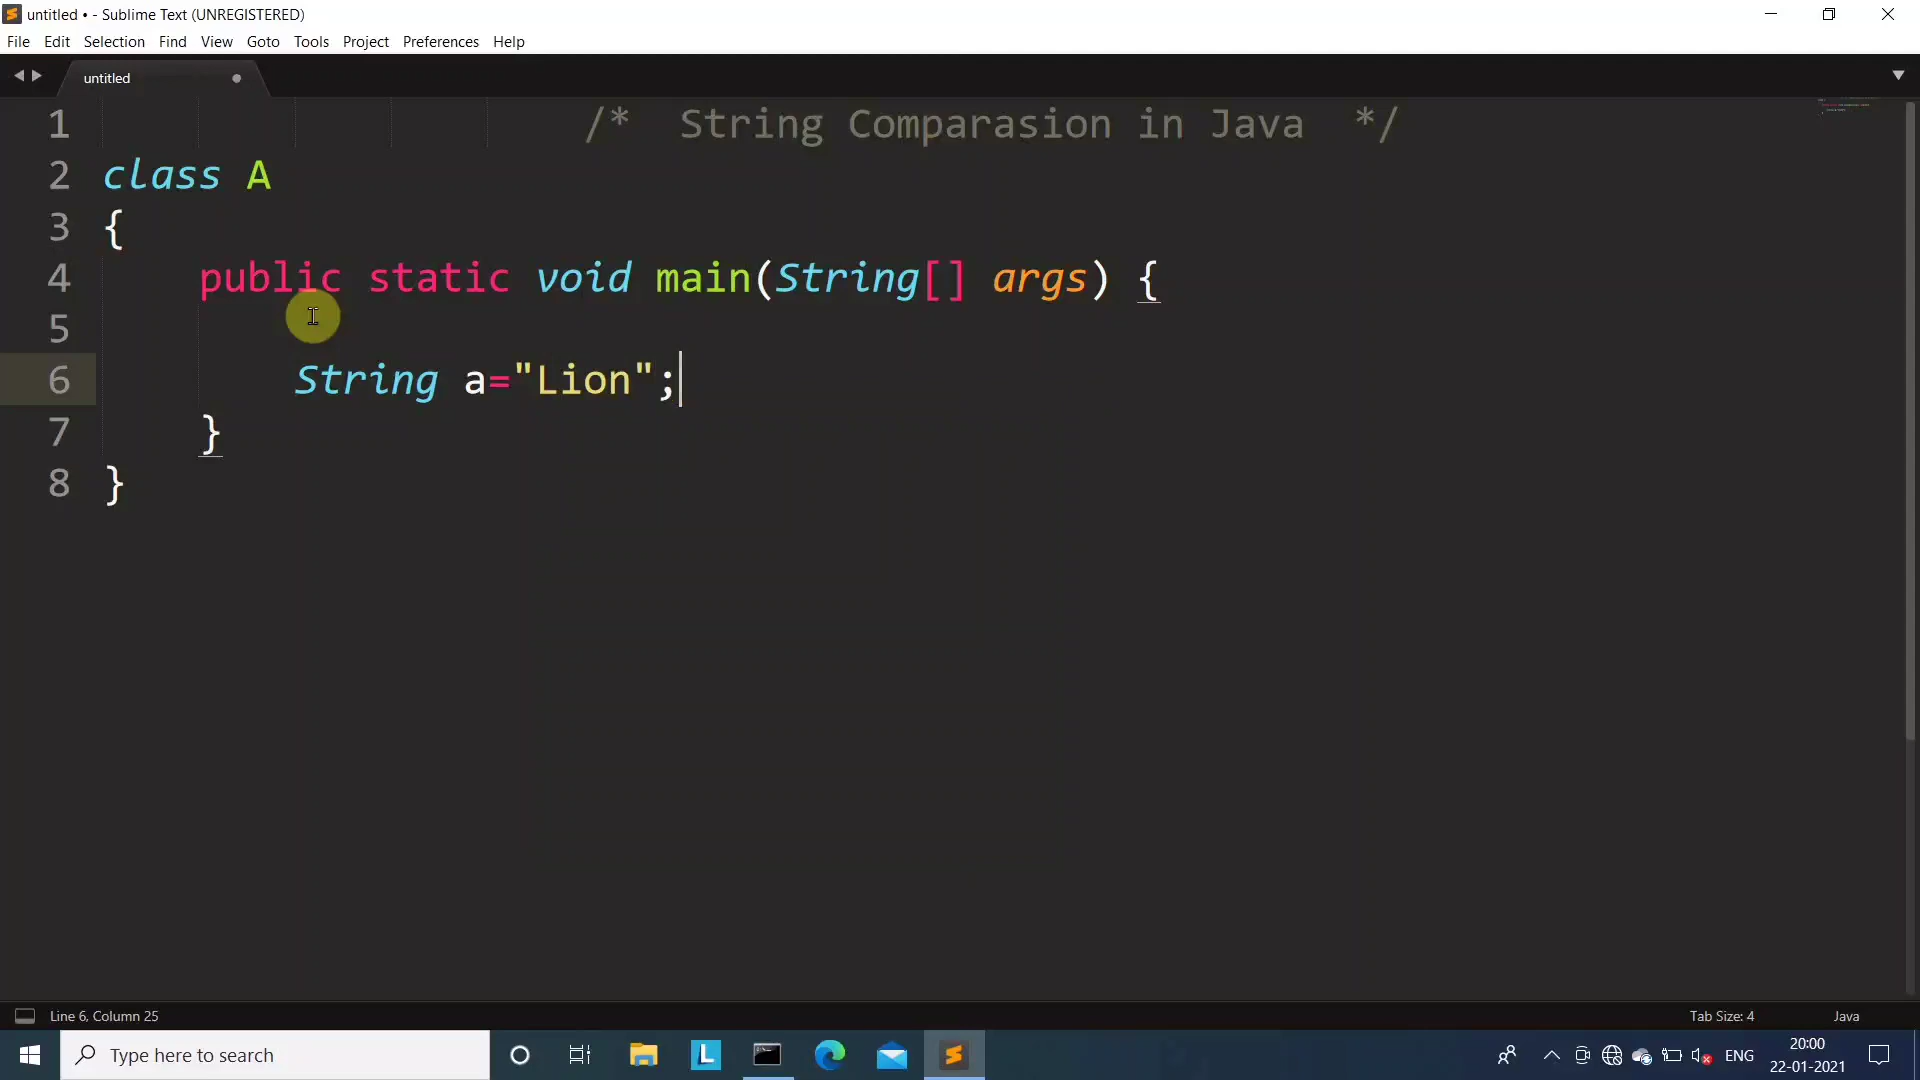 untitled • - Sublime Text (UNREGISTERED)
File Edit Selection Find View Goto Tools Project Preferences Help
untitled
1 /* String Comparasion in Java */
2 class A
3 {
4 public static void main(String[] args) {
5
6 String a="Lion";
7 }
8 }
Line 6, Column 25
Tab Size: 4
Java
Type here to search
L
ENG
20:00
22-01-2021